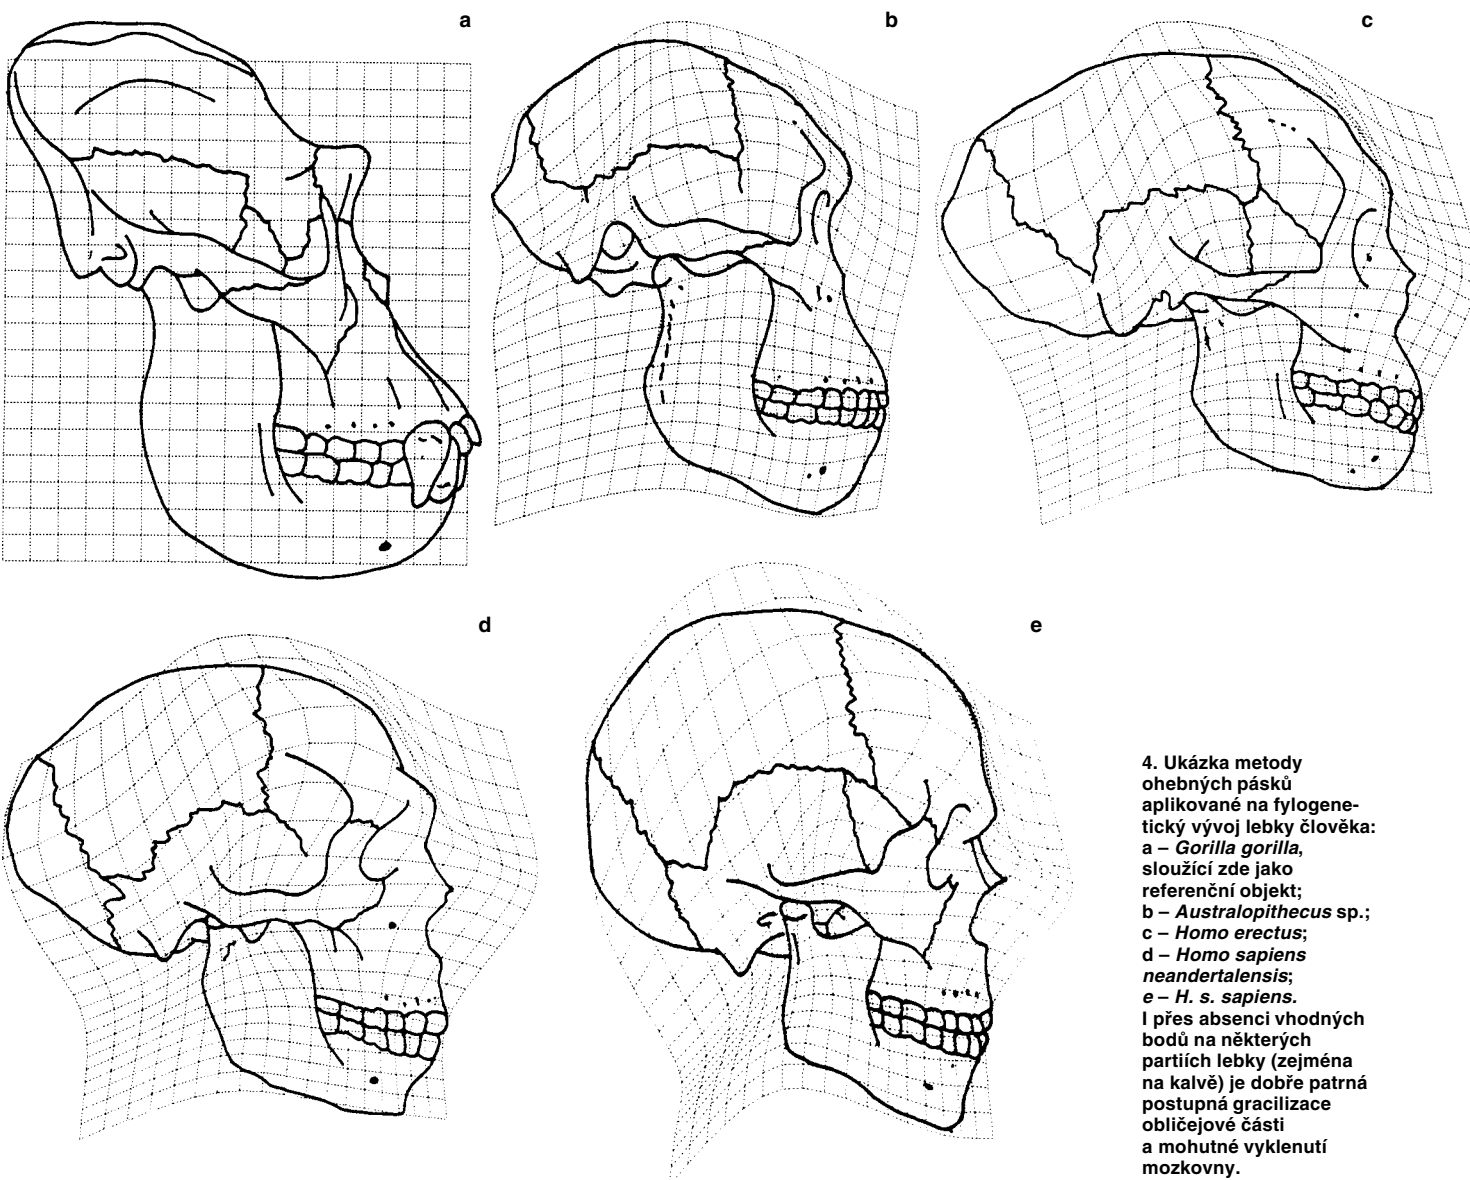 a
b
c
d
e
4. Ukázka metody
ohebných pásků
aplikované na fylogene-
tický vývoj lebky člověka:
a – Gorilla gorilla,
sloužící zde jako
referenční objekt;
b – Australopithecus sp.;
c – Homo erectus;
d – Homo sapiens
neandertalensis;
e – H. s. sapiens.
I přes absenci vhodných
bodů na některých
partiích lebky (zejména
na kalvě) je dobře patrná
postupná gracilizace
obličejové části
a mohutné vyklenutí
mozkovny.